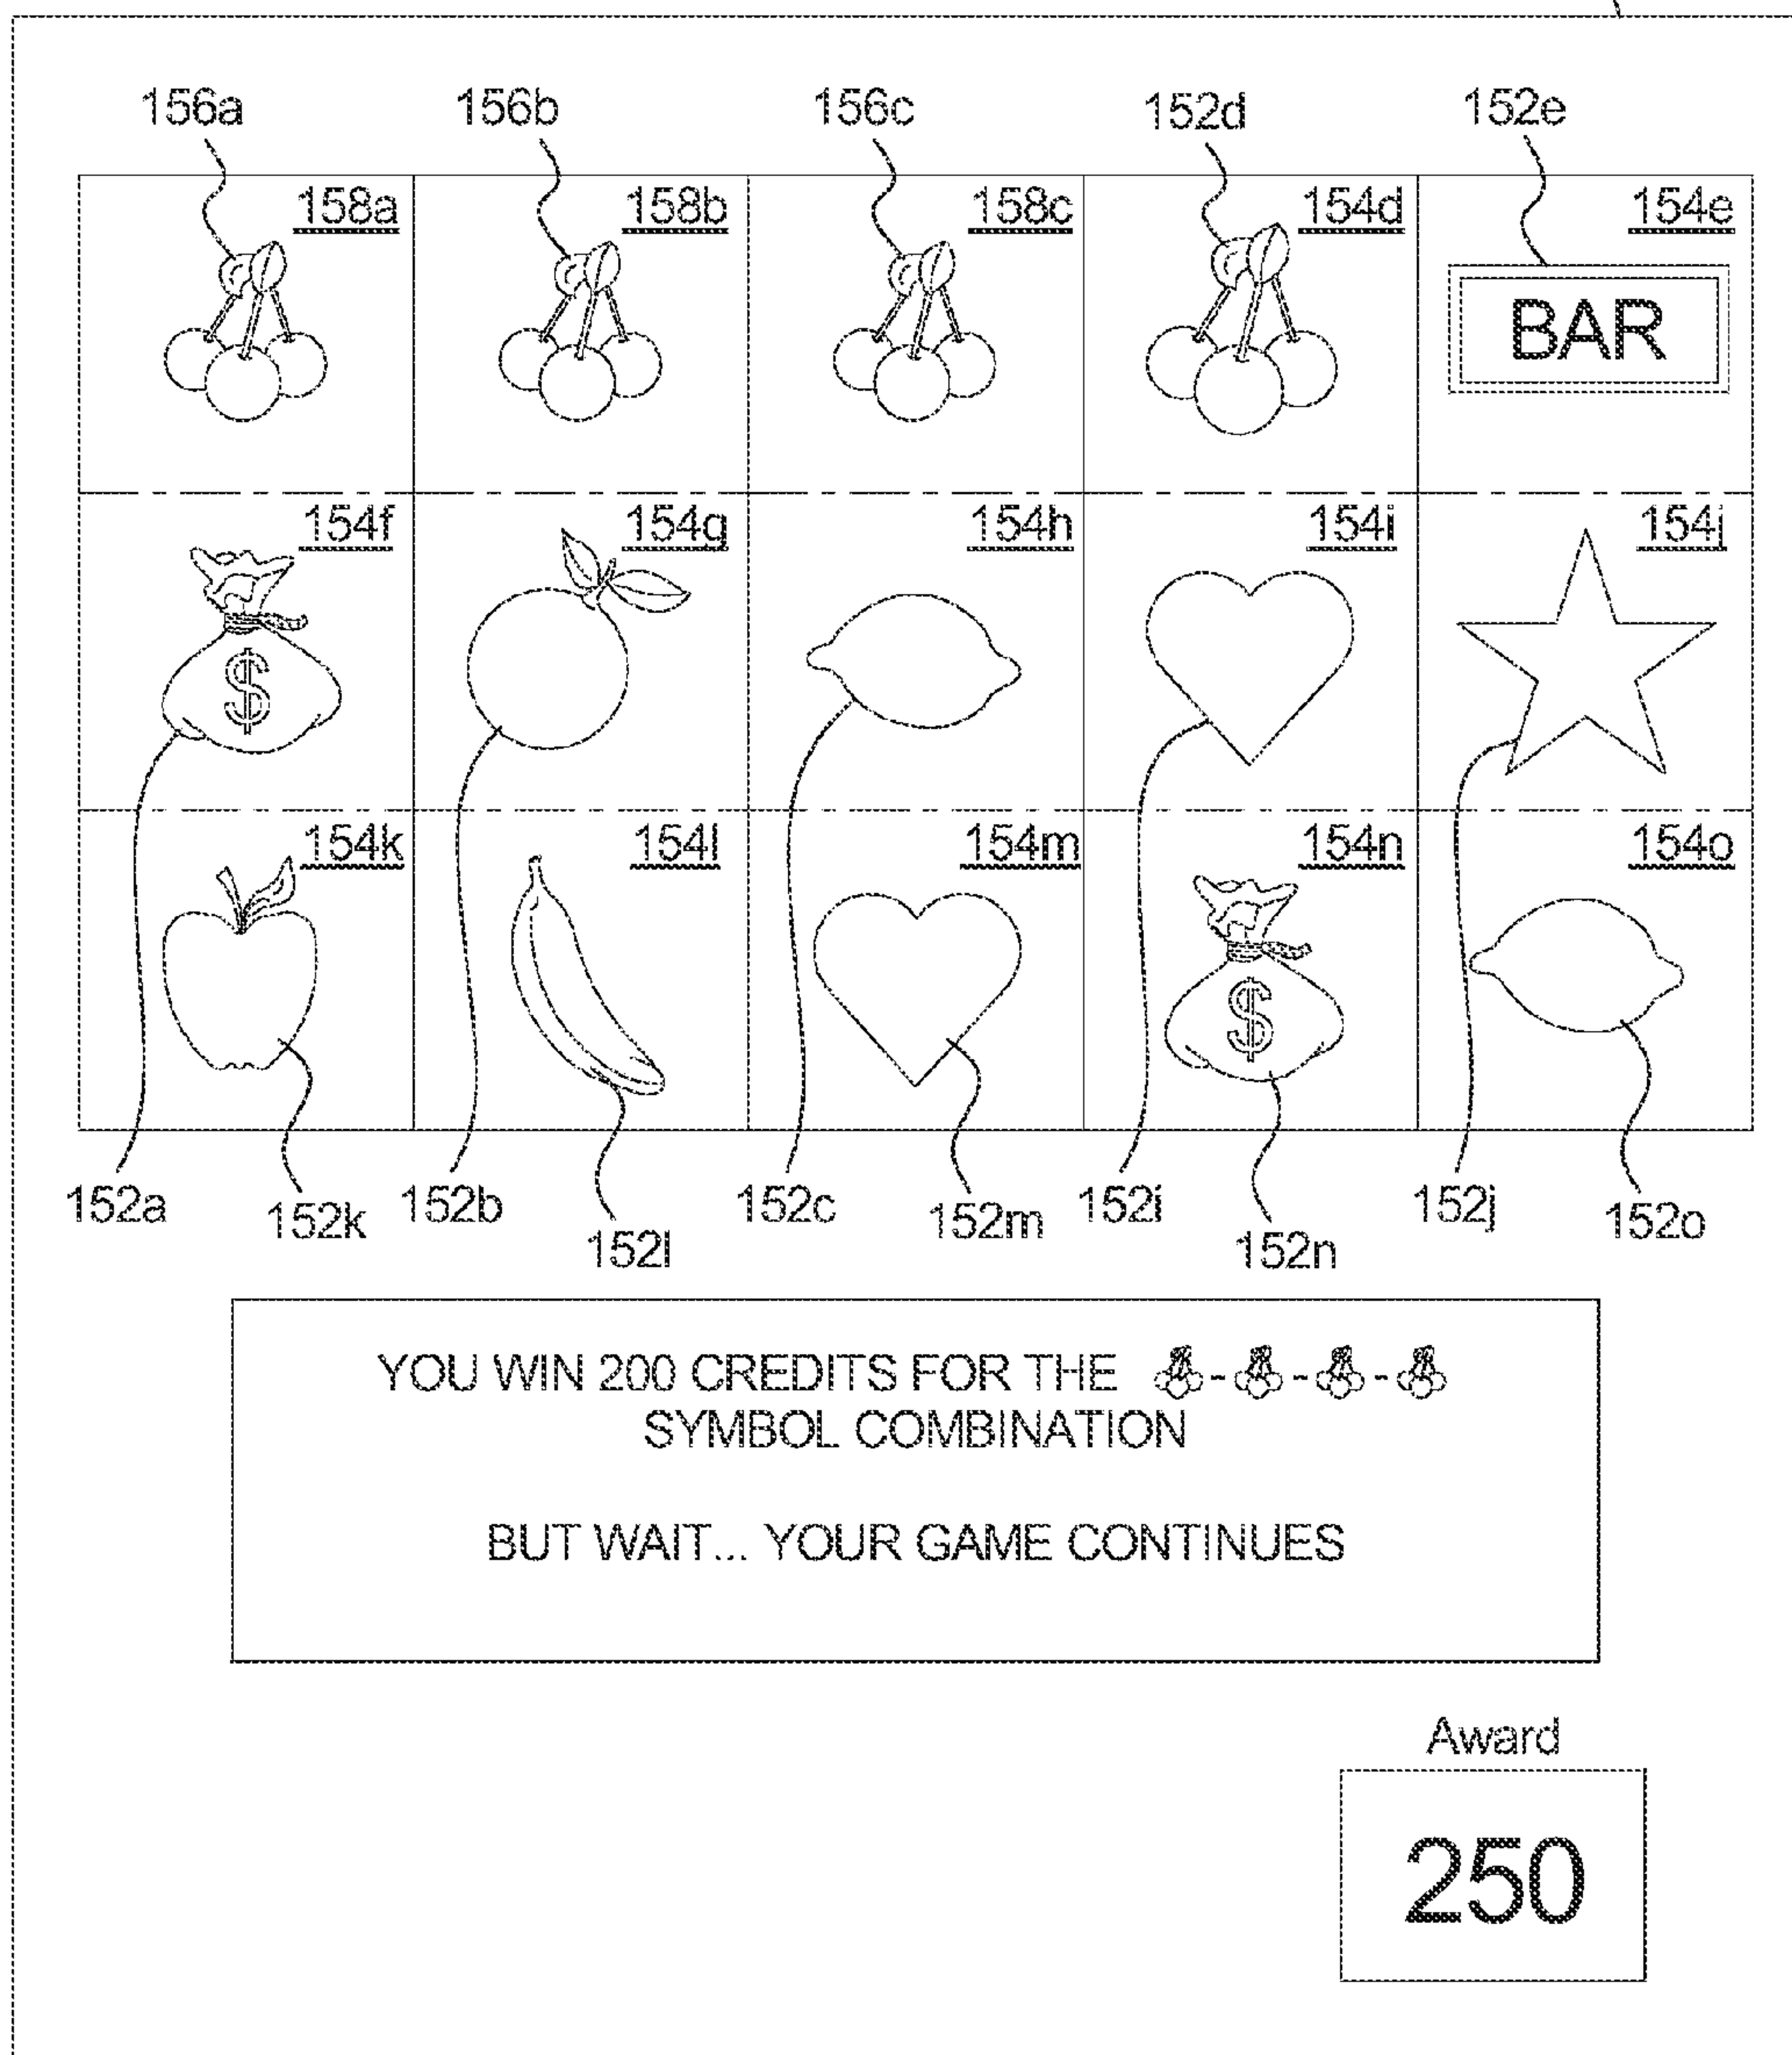 156a 156b 156c 152d 152e
158a 158b 158c 154d 154e
BAR
154f 154g 154h 154i 154j
$
154k 154l 154m 154n 154o
$
152a 152k 152b 152l 152c 152m 152i 152n 152j 152o
YOU WIN 200 CREDITS FOR THE - - -
SYMBOL COMBINATION
BUT WAIT... YOUR GAME CONTINUES
Award
250